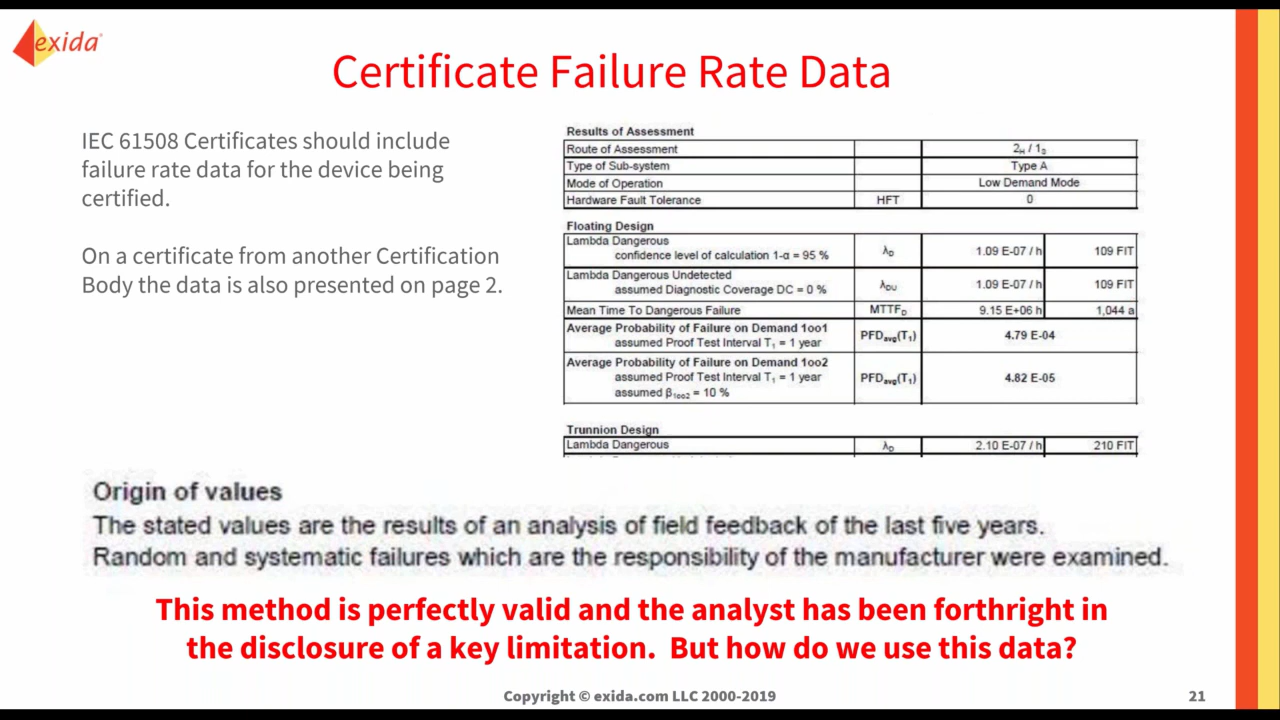 exida
Certificate Failure Rate Data
IEC 61508 Certificates should include
failure rate data for the device being
certified.
On a certificate from another Certification
Body the data is also presented on page 2.
Results of Assessment
Route of Assessment 2H / 1S
Type of Sub-system Type A
Mode of Operation Low Demand Mode
Hardware Fault Tolerance HFT 0
Floating Design
Lambda Dangerous
confidence level of calculation 1-α = 95 % λD 1.09 E-07 / h 109 FIT
Lambda Dangerous Undetected
assumed Diagnostic Coverage DC = 0 % λDU 1.09 E-07 / h 109 FIT
Mean Time To Dangerous Failure MTTFD 9.15 E+06 h 1,044 a
Average Probability of Failure on Demand 1oo1
assumed Proof Test Interval T1 = 1 year PFDavg(T1) 4.79 E-04
Average Probability of Failure on Demand 1oo2
assumed Proof Test Interval T1 = 1 year PFDavg(T1) 4.82 E-05
assumed β1oo2 = 10 %
Trunnion Design
Lambda Dangerous λD 2.10 E-07 / h 210 FIT
Origin of values
The stated values are the results of an analysis of field feedback of the last five years.
Random and systematic failures which are the responsibility of the manufacturer were examined.
This method is perfectly valid and the analyst has been forthright in
the disclosure of a key limitation. But how do we use this data?
Copyright © exida.com LLC 2000-2019
21